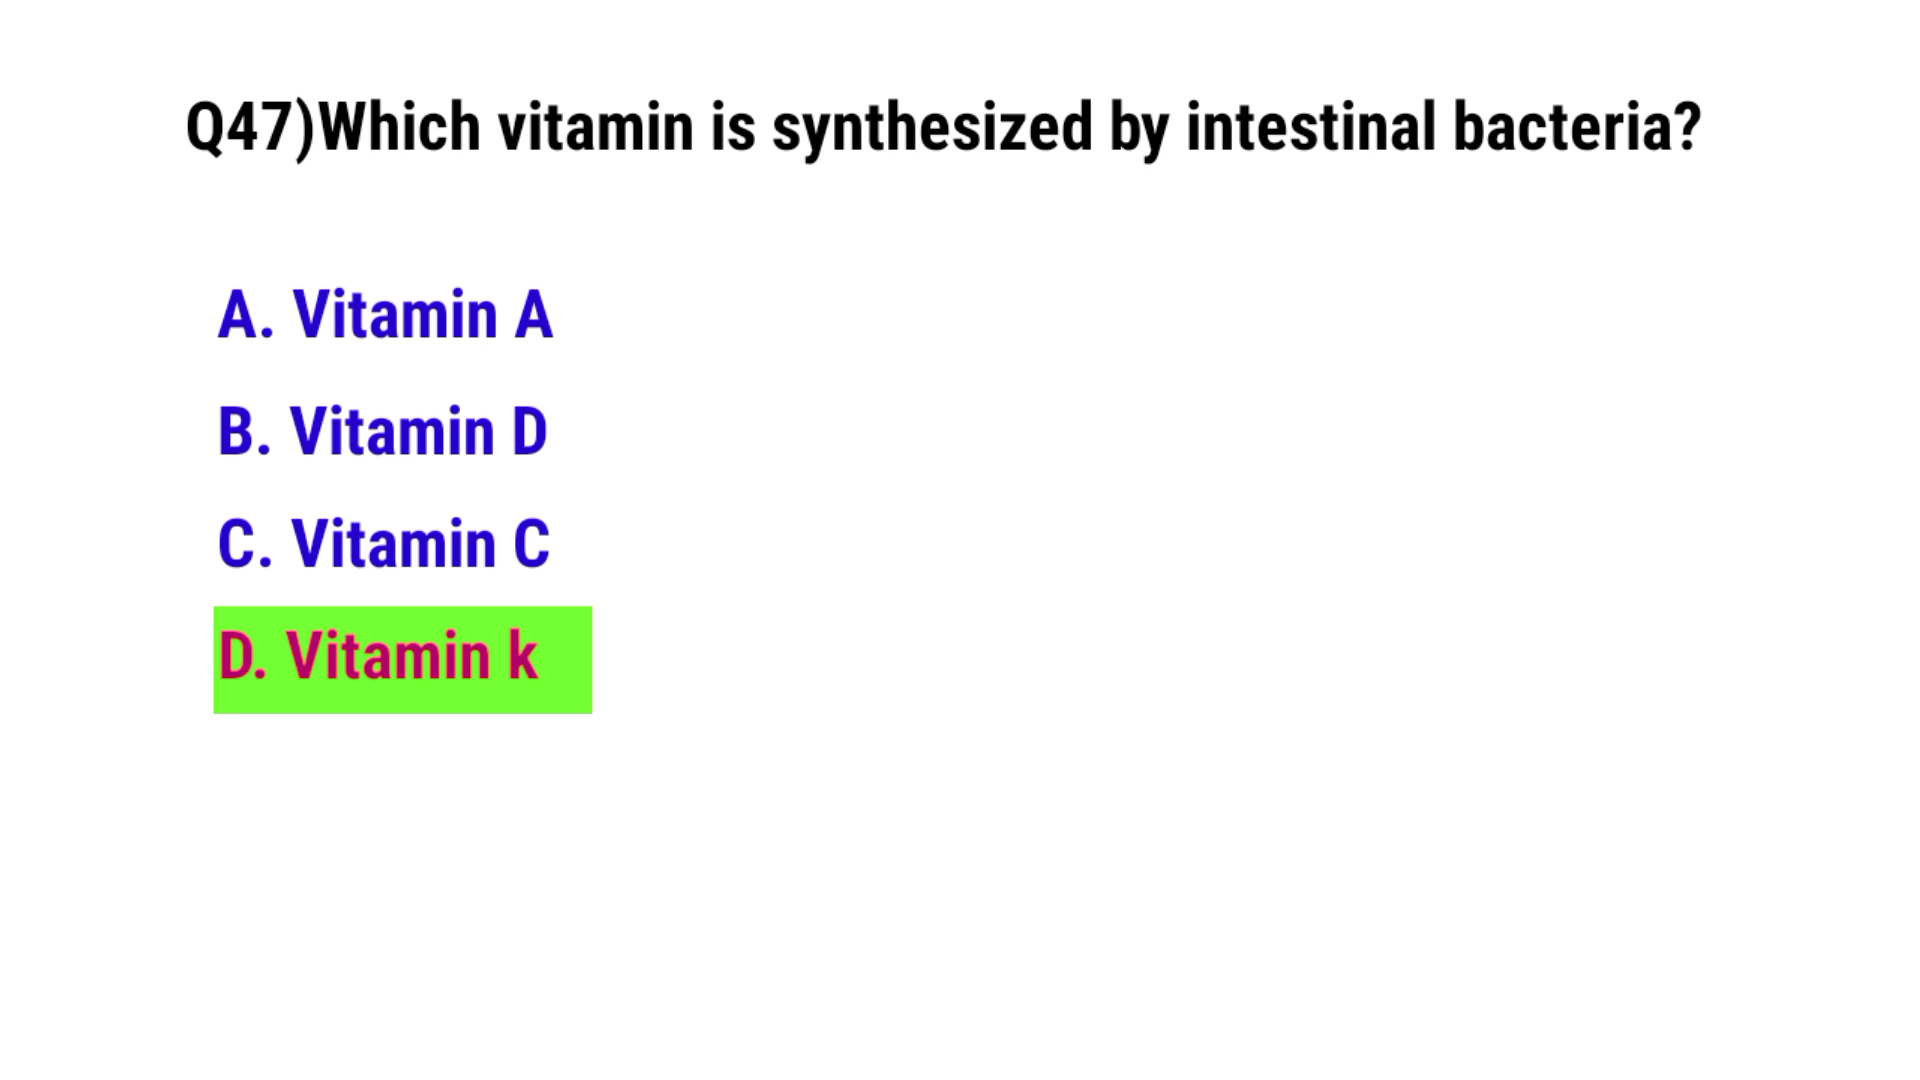 Q47)Which vitamin is synthesized by intestinal bacteria?
A. Vitamin A
B. Vitamin D
C. Vitamin C
D. Vitamin k